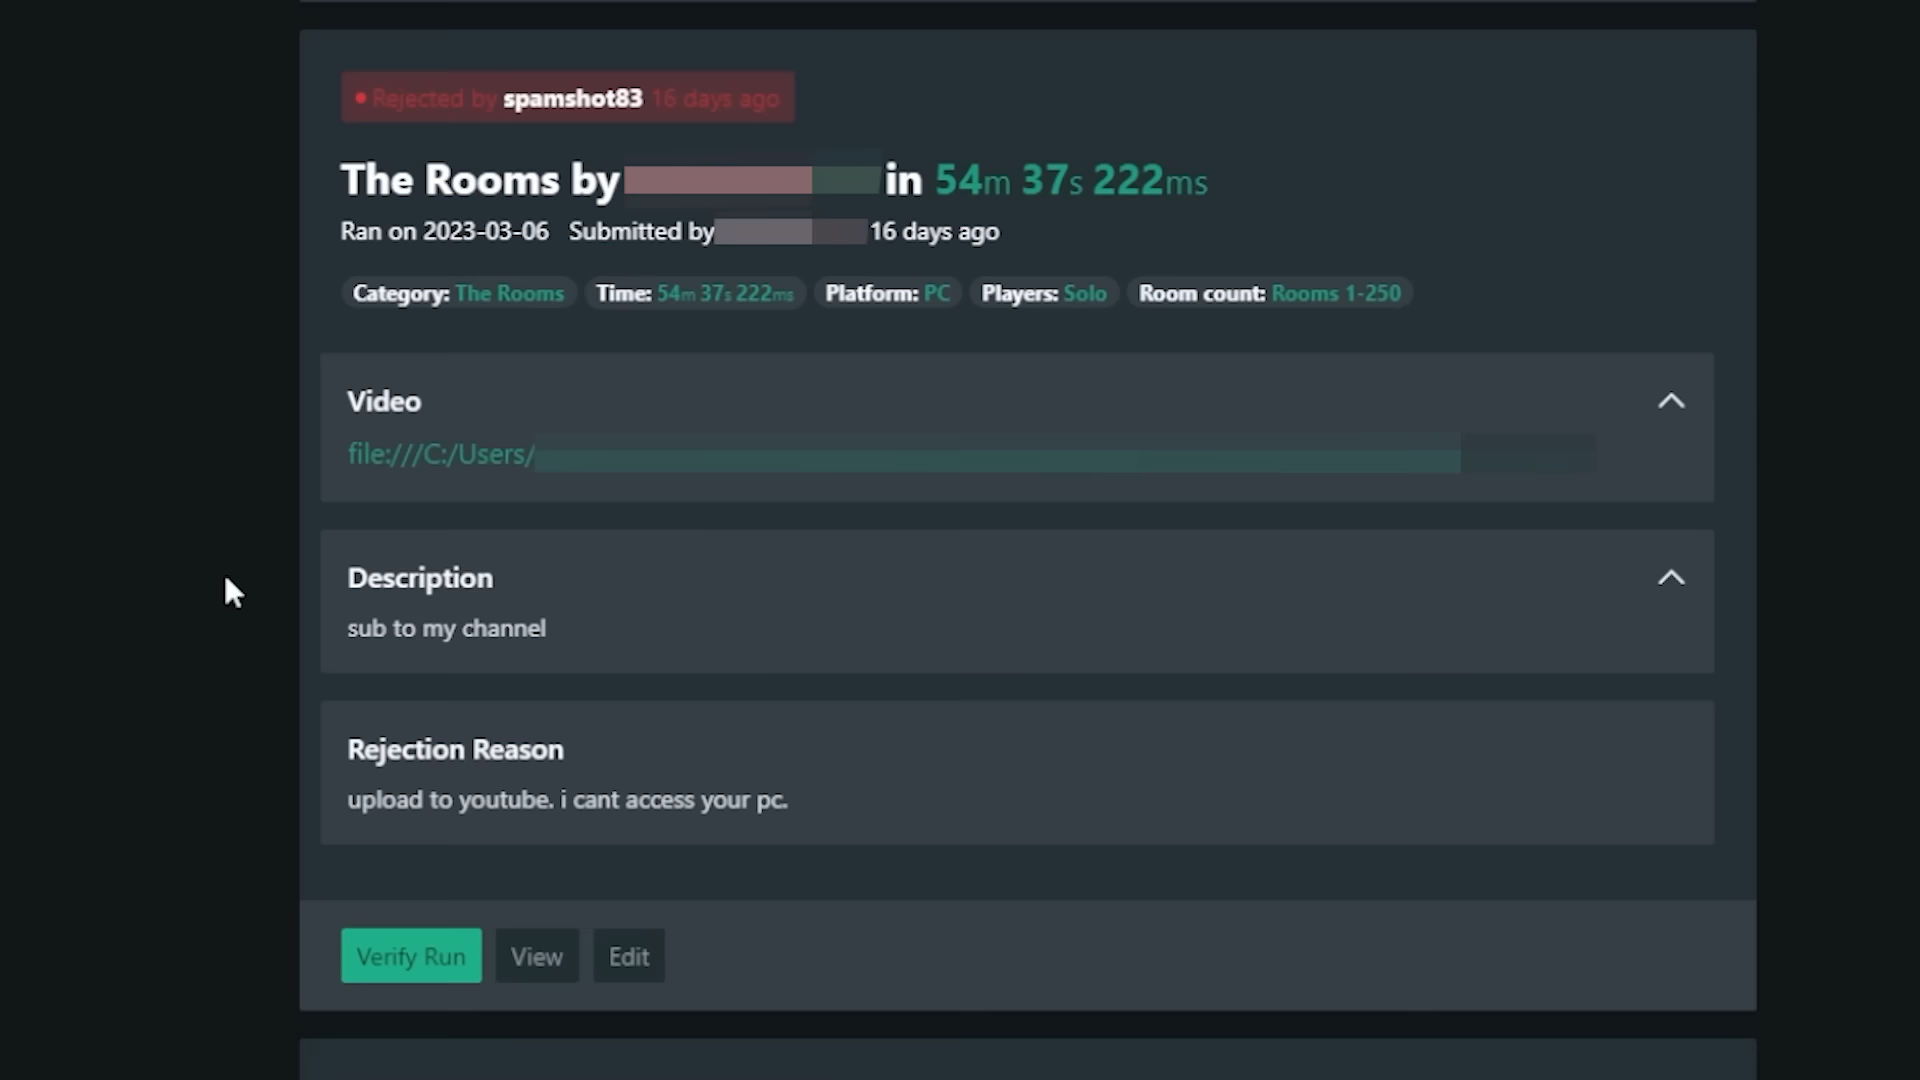 Rejected by spamshot83 16 days ago
The Rooms by in 54m 37s 222ms
Ran on 2023-03-06 Submitted by 16 days ago
Category: The Rooms Time: 54m 37s 222ms Platform: PC Players: Solo Room count: Rooms 1-250
Video
file:///C:/Users/
Description
sub to my channel
Rejection Reason
upload to youtube. i cant access your pc.
Verify Run View Edit